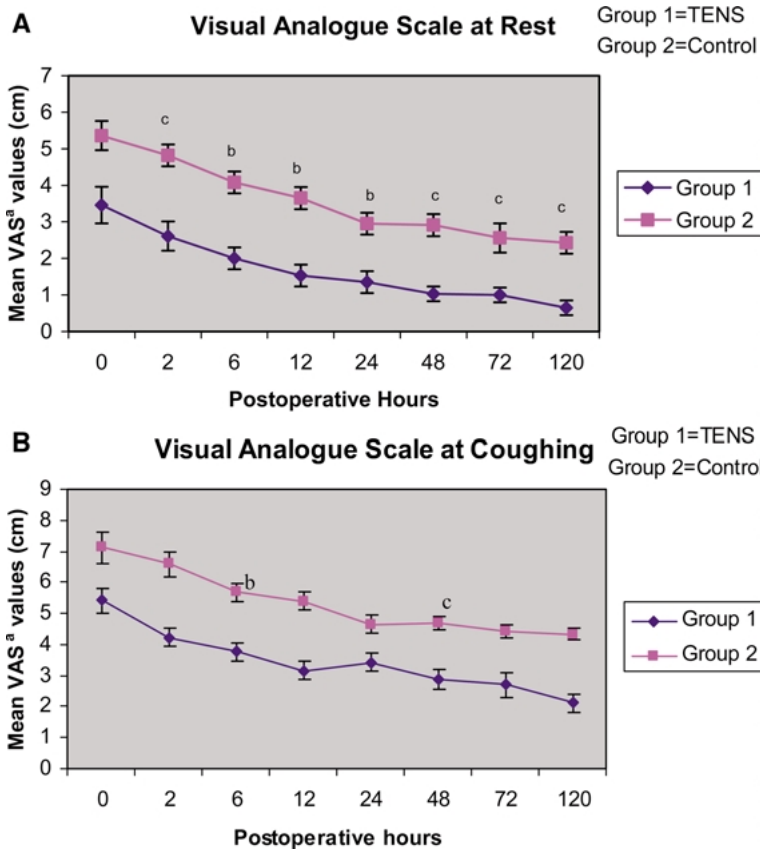 A
Visual Analogue Scale at Rest
Group 1=TENS
Group 2=Control
Mean VASᵃ values (cm)
7
6
5
4
3
2
1
0
c
b
b
b
c
c
c
0 2 6 12 24 48 72 120
Postoperative Hours
Group 1
Group 2
B
Visual Analogue Scale at Coughing
Group 1=TENS
Group 2=Control
Mean VAS ᵃ values (cm)
9
8
7
6
5
4
3
2
1
0
b
c
0 2 6 12 24 48 72 120
Postoperative hours
Group 1
Group 2